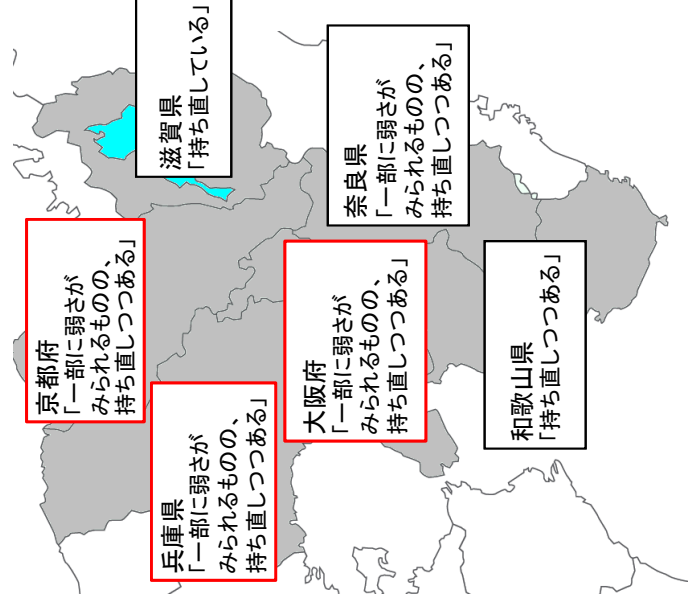 京都府
「一部に弱さが
みられるものの、
持ち直しつつある」
滋賀県
「持ち直している」
兵庫県
「一部に弱さが
みられるものの、
持ち直しつつある」
大阪府
「一部に弱さが
みられるものの、
持ち直しつつある」
奈良県
「一部に弱さが
みられるものの、
持ち直しつつある」
和歌山県
「持ち直しつつある」